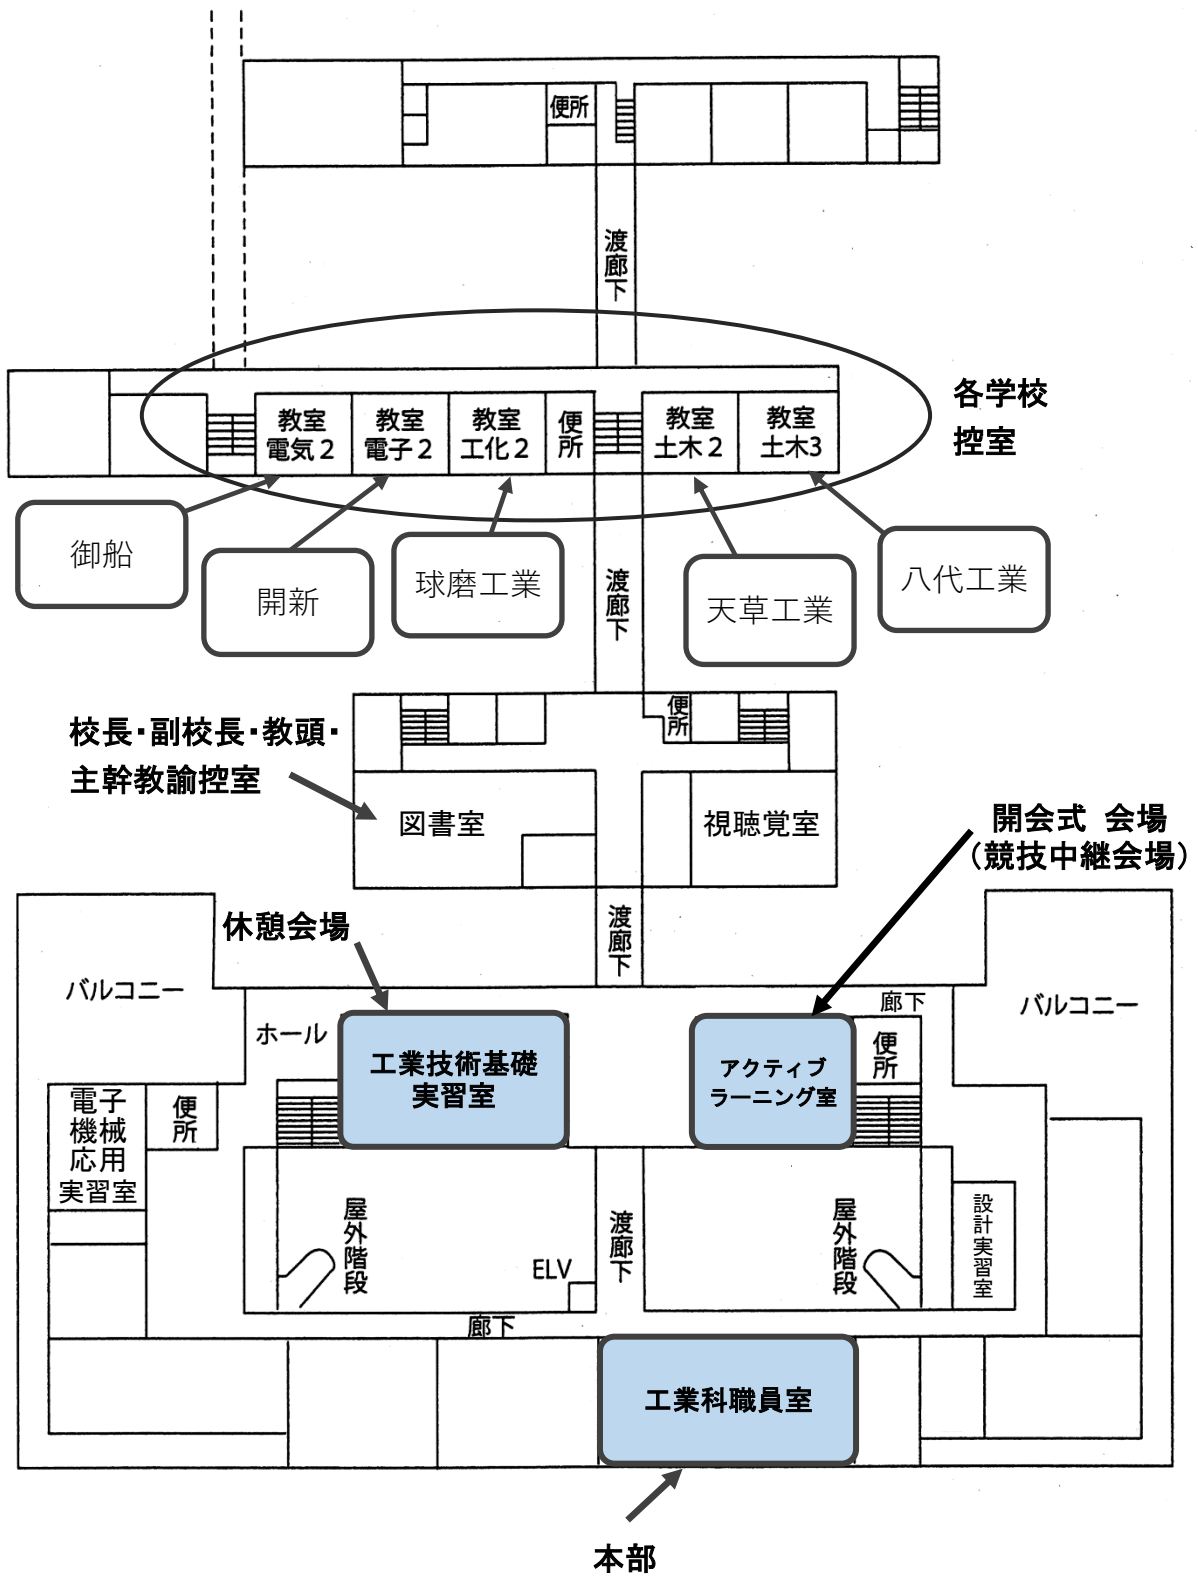 便所
渡
廊
下
各学校
控室
教室
電気2
教室
電子2
教室
工化2
便
所
教室
土木2
教室
土木3
御船
開新
球磨工業
天草工業
八代工業
渡
廊
下
校長・副校長・教頭・
主幹教諭控室
便
所
図書室
視聴覚室
開会式 会場
（競技中継会場）
休憩会場
渡
廊
下
バルコニー
ホール
工業技術基礎
実習室
アクティブ
ラーニング室
廊下
便
所
バルコニー
電子
機械
応用
実習室
便
所
屋
外
階
段
ELV
渡
廊
下
屋
外
階
段
設
計
実
習
室
廊下
工業科職員室
本部